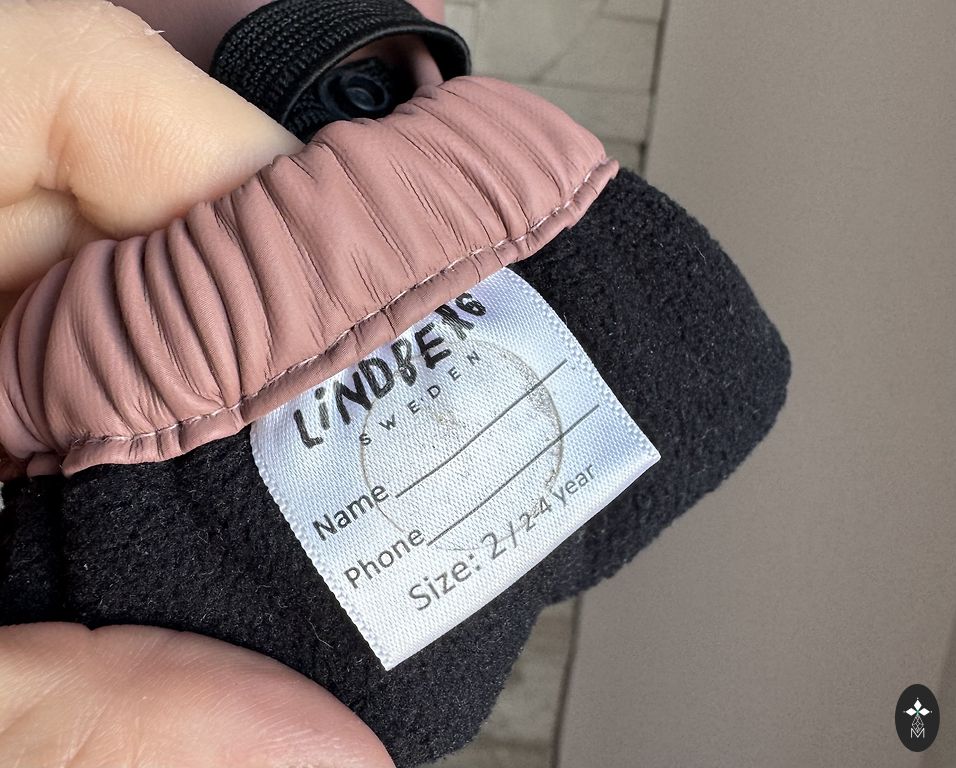 LiNDBERG
SWEDEN
Name
Phone
Size: 2 / 2-4 year
M